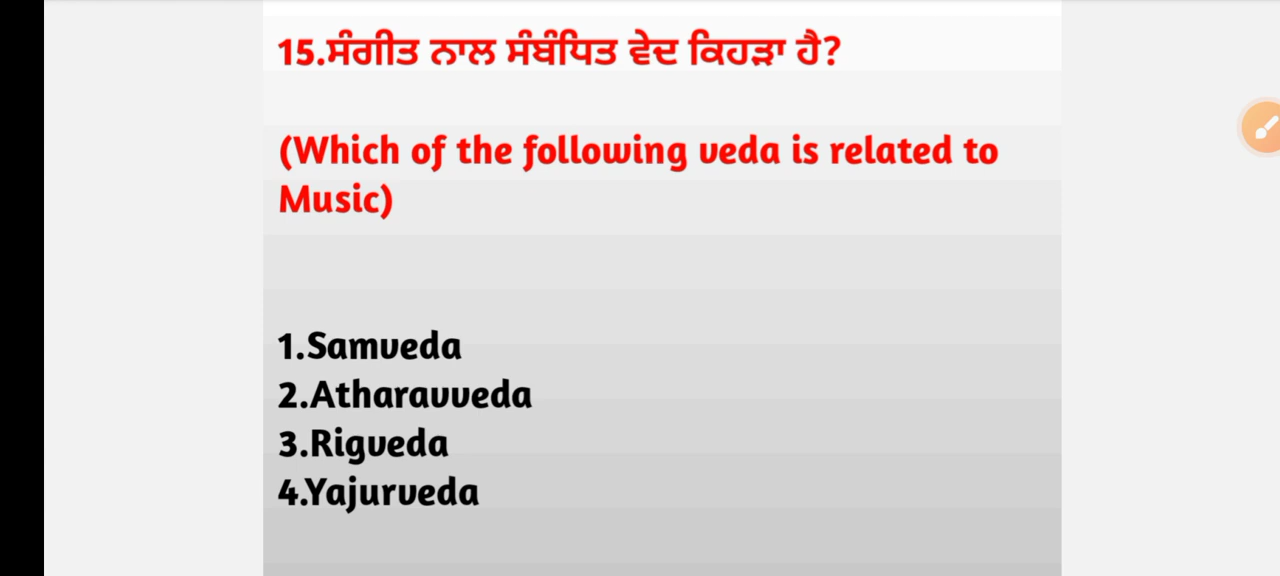 15.ਸੰਗੀਤ ਨਾਲ ਸੰਬੰਧਿਤ ਵੇਦ ਕਿਹੜਾ ਹੈ?
(Which of the following veda is related to
Music)
1.Samveda
2.Atharavveda
3.Rigveda
4.Yajurveda